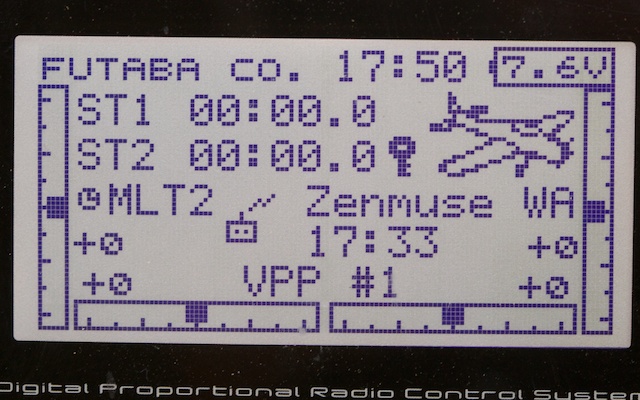 FUTABA CO. 17:50 7.6V
ST1 00:00.0
ST2 00:00.0
MLT2 Zenmuse WA
+0 17:33 +0
+0 VPP #1 +0
Digital Proportional Radio Control System